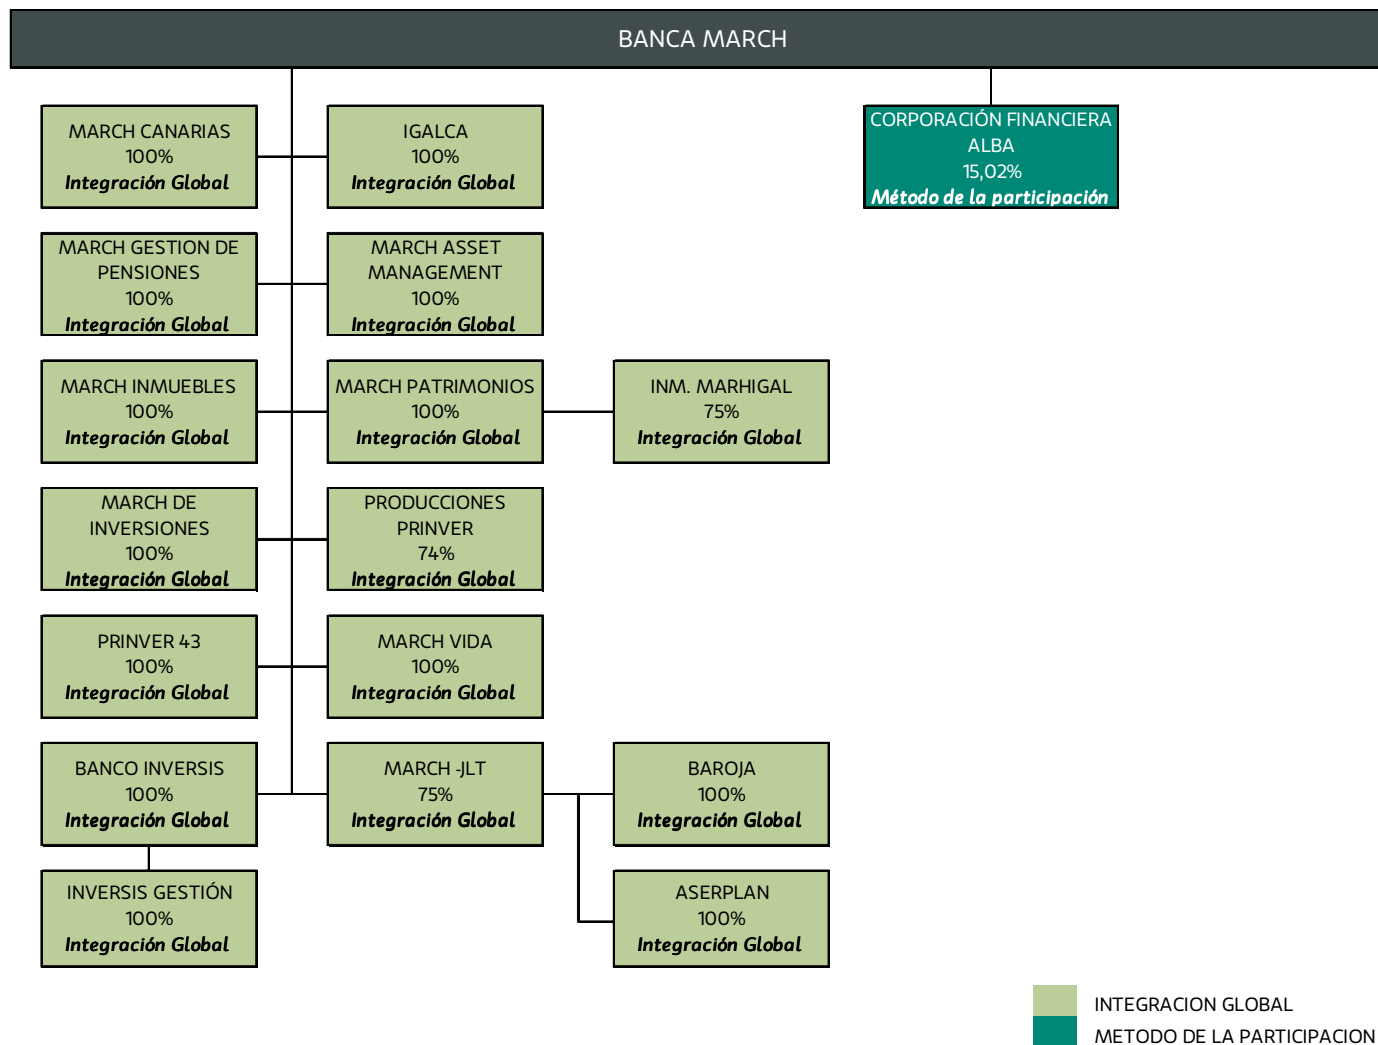 BANCA MARCH
MARCH CANARIAS
100%
Integración Global
IGALCA
100%
Integración Global
CORPORACIÓN FINANCIERA
ALBA
15,02%
Método de la participación
MARCH GESTION DE
PENSIONES
100%
Integración Global
MARCH ASSET
MANAGEMENT
100%
Integración Global
MARCH INMUEBLES
100%
Integración Global
MARCH PATRIMONIOS
100%
Integración Global
INM. MARHIGAL
75%
Integración Global
MARCH DE
INVERSIONES
100%
Integración Global
PRODUCCIONES
PRINVER
74%
Integración Global
PRINVER 43
100%
Integración Global
MARCH VIDA
100%
Integración Global
BANCO INVERSIS
100%
Integración Global
MARCH -JLT
75%
Integración Global
BAROJA
100%
Integración Global
INVERSIS GESTIÓN
100%
Integración Global
ASERPLAN
100%
Integración Global
INTEGRACION GLOBAL
METODO DE LA PARTICIPACION